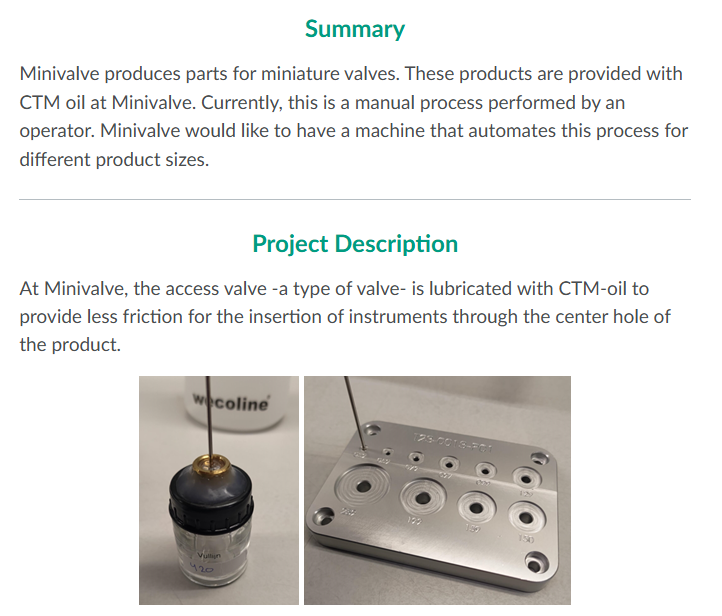 Summary
Minivalve produces parts for miniature valves. These products are provided with
CTM oil at Minivalve. Currently, this is a manual process performed by an
operator. Minivalve would like to have a machine that automates this process for
different product sizes.
Project Description
At Minivalve, the access valve -a type of valve- is lubricated with CTM-oil to
provide less friction for the insertion of instruments through the center hole of
the product.
wecoline